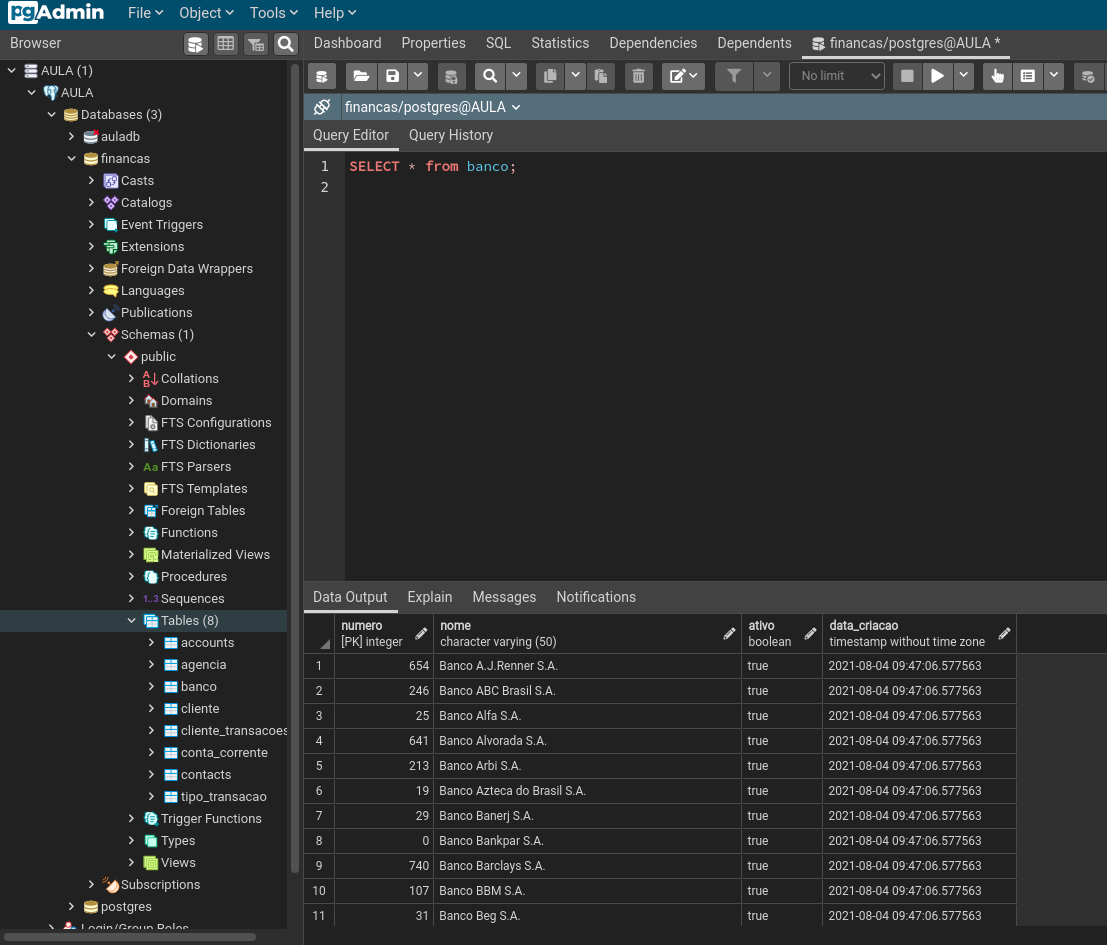 pgAdmin File Object Tools Help
Browser
Dashboard Properties SQL Statistics Dependencies Dependents financas/postgres@AULA *
No limit
financas/postgres@AULA
Query Editor Query History
1 SELECT * from banco;
2
AULA (1)
AULA
Databases (3)
auladb
financas
Casts
Catalogs
Event Triggers
Extensions
Foreign Data Wrappers
Languages
Publications
Schemas (1)
public
Collations
Domains
FTS Configurations
FTS Dictionaries
Aa FTS Parsers
FTS Templates
Foreign Tables
Functions
Materialized Views
Procedures
1..3 Sequences
Tables (8)
accounts
agencia
banco
cliente
cliente_transacoes
conta_corrente
contacts
tipo_transacao
Trigger Functions
Types
Views
Subscriptions
postgres
Login/Group Roles
Data Output Explain Messages Notifications
numero nome ativo data_criacao
[PK] integer character varying (50) boolean timestamp without time zone
1 654 Banco A.J.Renner S.A. true 2021-08-04 09:47:06.577563
2 246 Banco ABC Brasil S.A. true 2021-08-04 09:47:06.577563
3 25 Banco Alfa S.A. true 2021-08-04 09:47:06.577563
4 641 Banco Alvorada S.A. true 2021-08-04 09:47:06.577563
5 213 Banco Arbi S.A. true 2021-08-04 09:47:06.577563
6 19 Banco Azteca do Brasil S.A. true 2021-08-04 09:47:06.577563
7 29 Banco Banerj S.A. true 2021-08-04 09:47:06.577563
8 0 Banco Bankpar S.A. true 2021-08-04 09:47:06.577563
9 740 Banco Barclays S.A. true 2021-08-04 09:47:06.577563
10 107 Banco BBM S.A. true 2021-08-04 09:47:06.577563
11 31 Banco Beg S.A. true 2021-08-04 09:47:06.577563